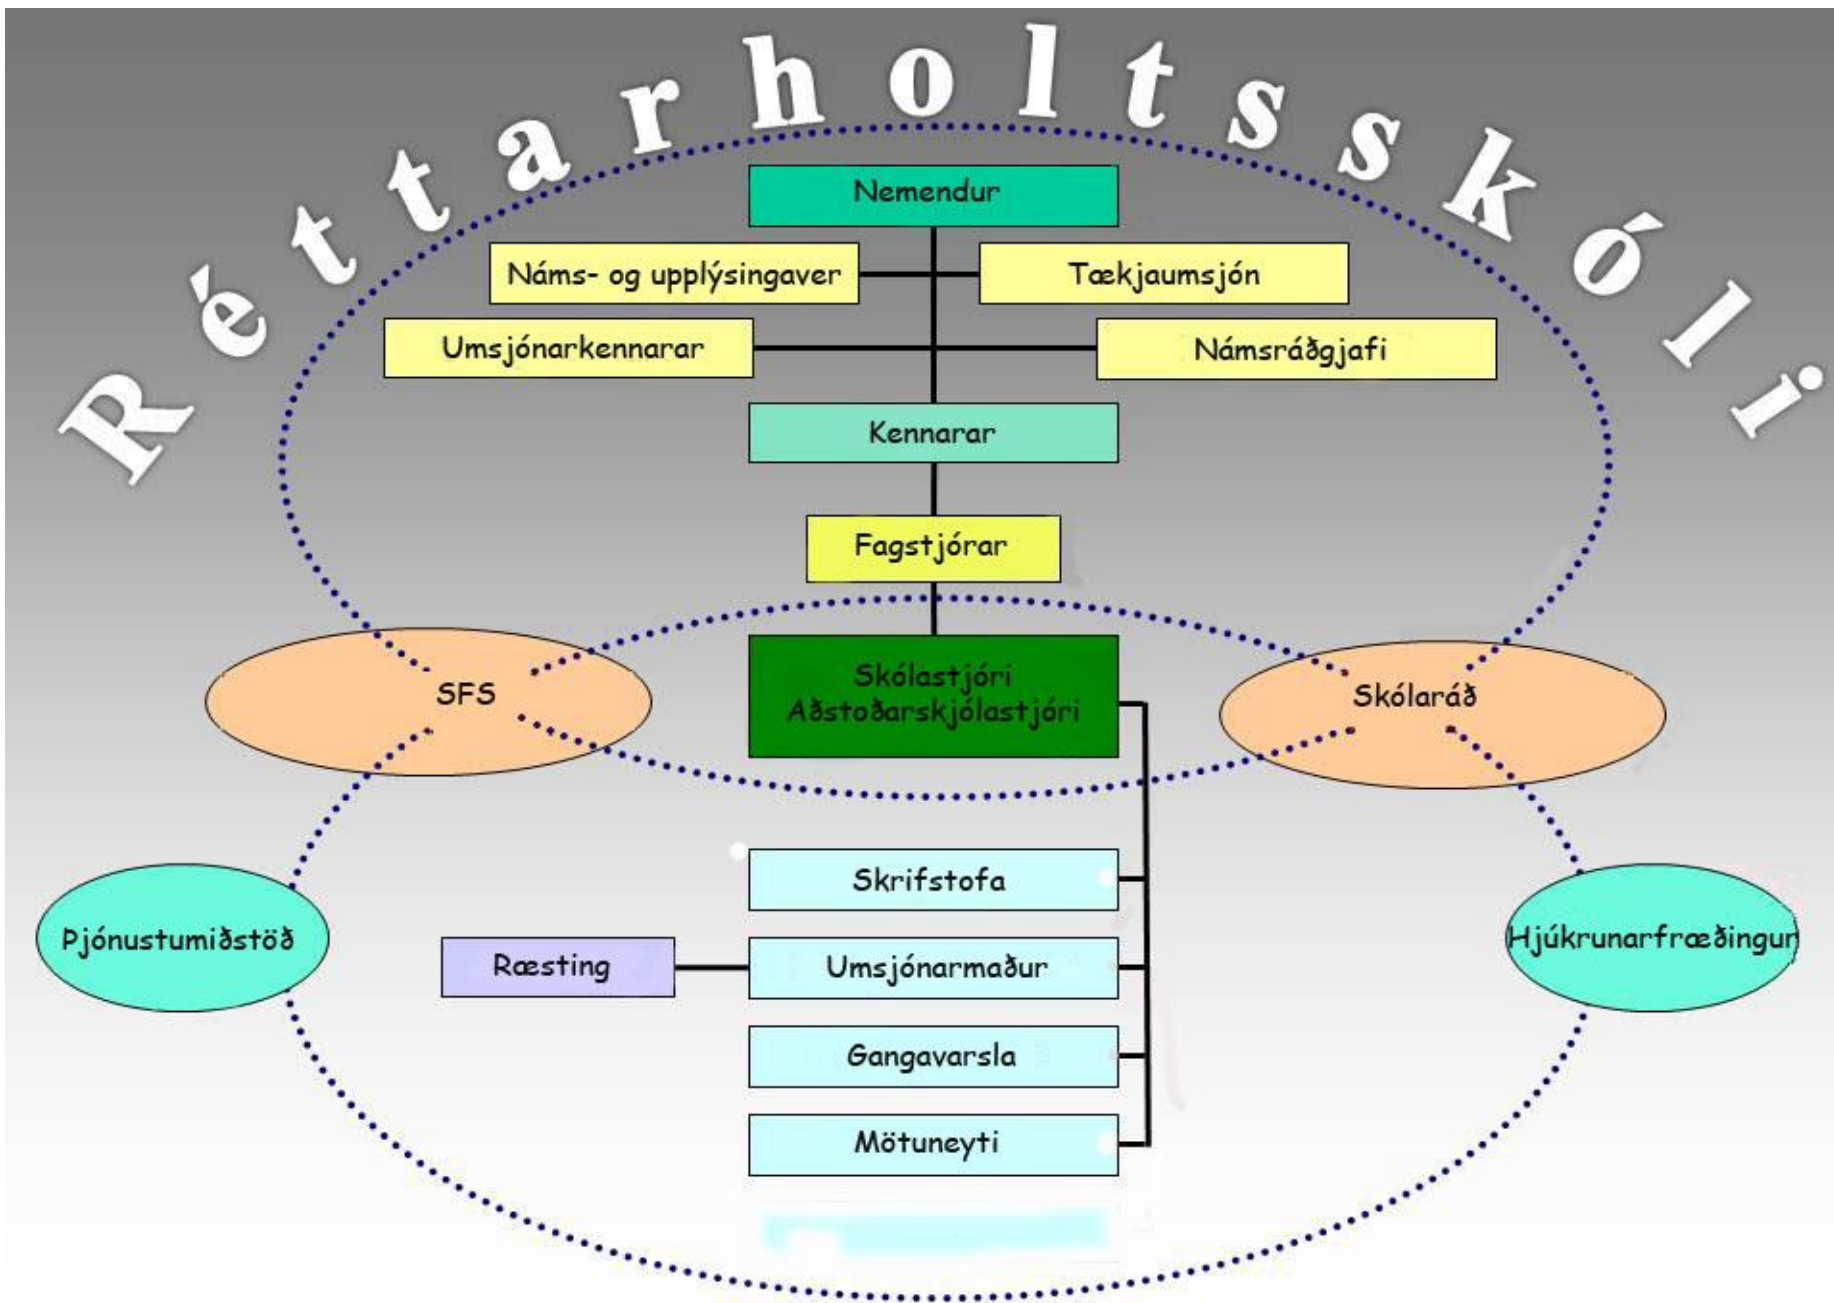 Réttarholtsskóli
Nemendur
Náms- og upplýsingaver
Tækjaumsjón
Umsjónarkennarar
Námsráðgjafi
Kennarar
Fagstjórar
SFS
Skólastjóri
Aðstoðarskjólastjóri
Skólaráð
Skrifstofa
Þjónustumiðstöð
Hjúkrunarfræðingur
Ræsting
Umsjónarmaður
Gangavarsla
Mötuneyti